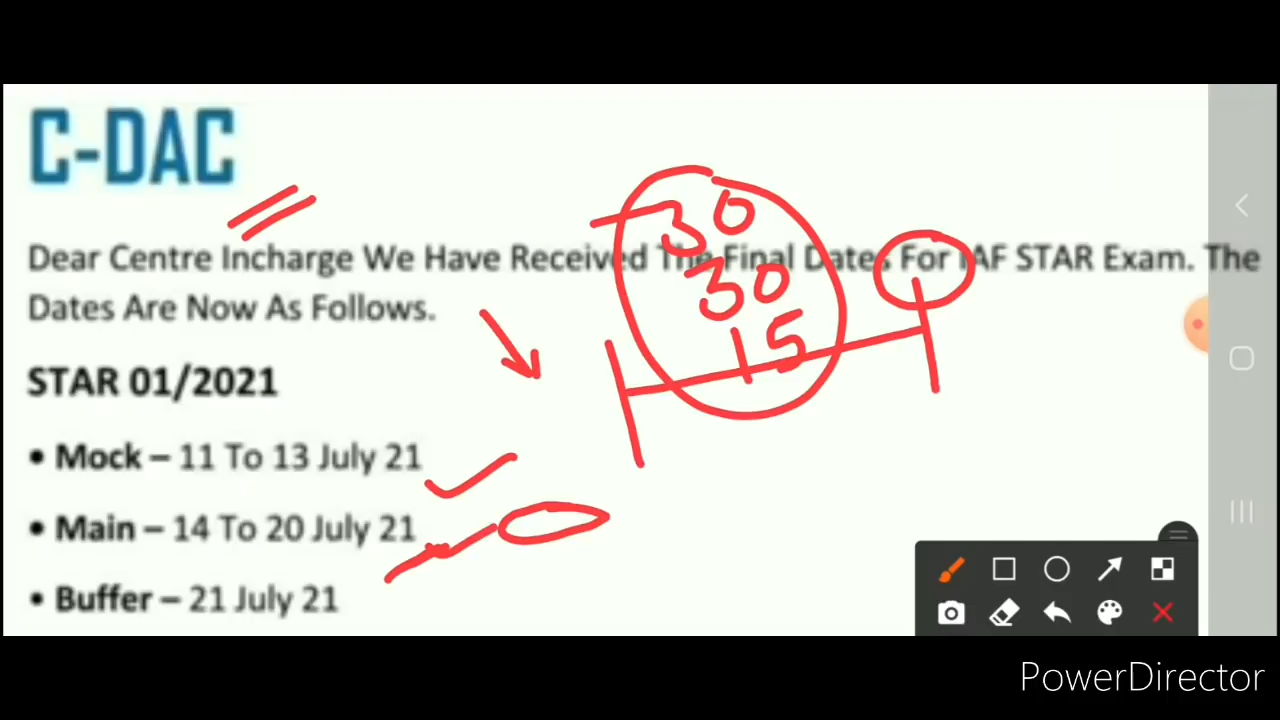 C-DAC
30
Dear Centre Incharge We Have Received The Final Dates For IAF STAR Exam. The
30
Dates Are Now As Follows.
15
STAR 01/2021
• Mock – 11 To 13 July 21
• Main – 14 To 20 July 21
• Buffer – 21 July 21
PowerDirector